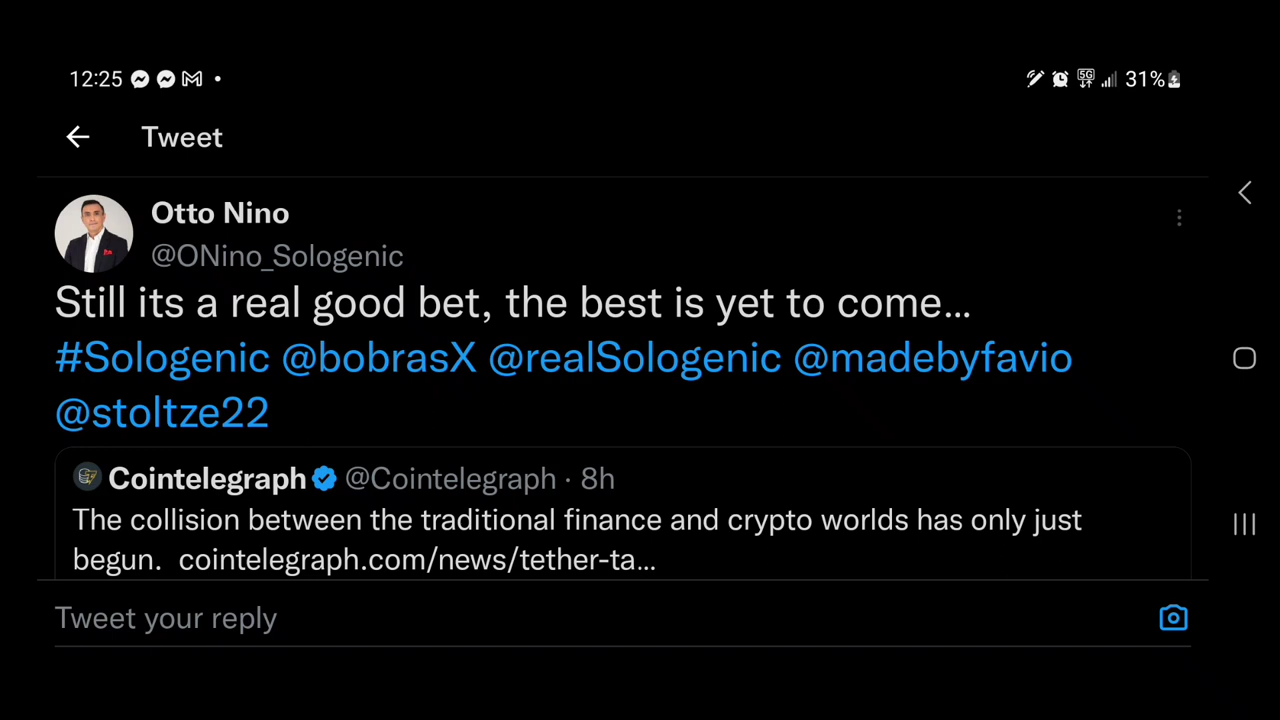 12:25 31%
Tweet
Otto Nino
@ONino_Sologenic
Still its a real good bet, the best is yet to come...
#Sologenic @bobrasX @realSologenic @madebyfavio
@stoltze22
Cointelegraph @Cointelegraph · 8h
The collision between the traditional finance and crypto worlds has only just
begun. cointelegraph.com/news/tether-ta...
Tweet your reply